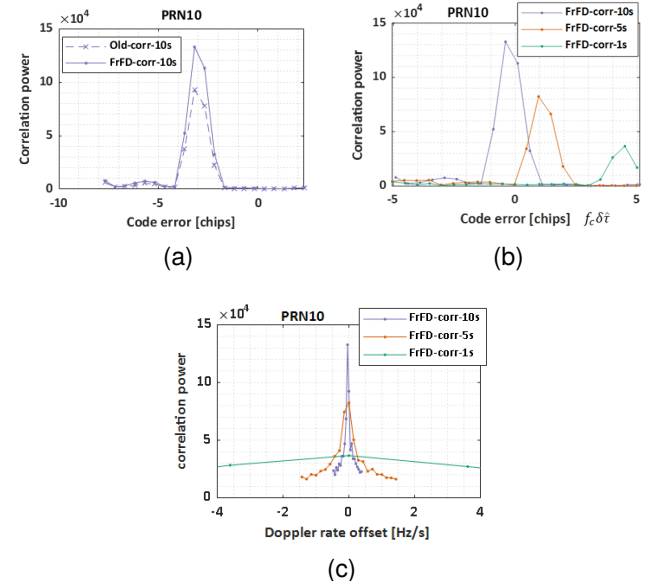 ×10⁴ PRN10
Old-corr-10s
FrFD-corr-10s
Correlation power
15
10
5
0
-10 -5 0
Code error [chips]
(a)
×10⁴ PRN10
FrFD-corr-10s
FrFD-corr-5s
FrFD-corr-1s
Correlation power
15
10
5
0
-5 0 5
Code error [chips] f_c δτ̂
(b)
×10⁴ PRN10
FrFD-corr-10s
FrFD-corr-5s
FrFD-corr-1s
correlation power
15
10
5
0
-4 -2 0 2 4
Doppler rate offset [Hz/s]
(c)